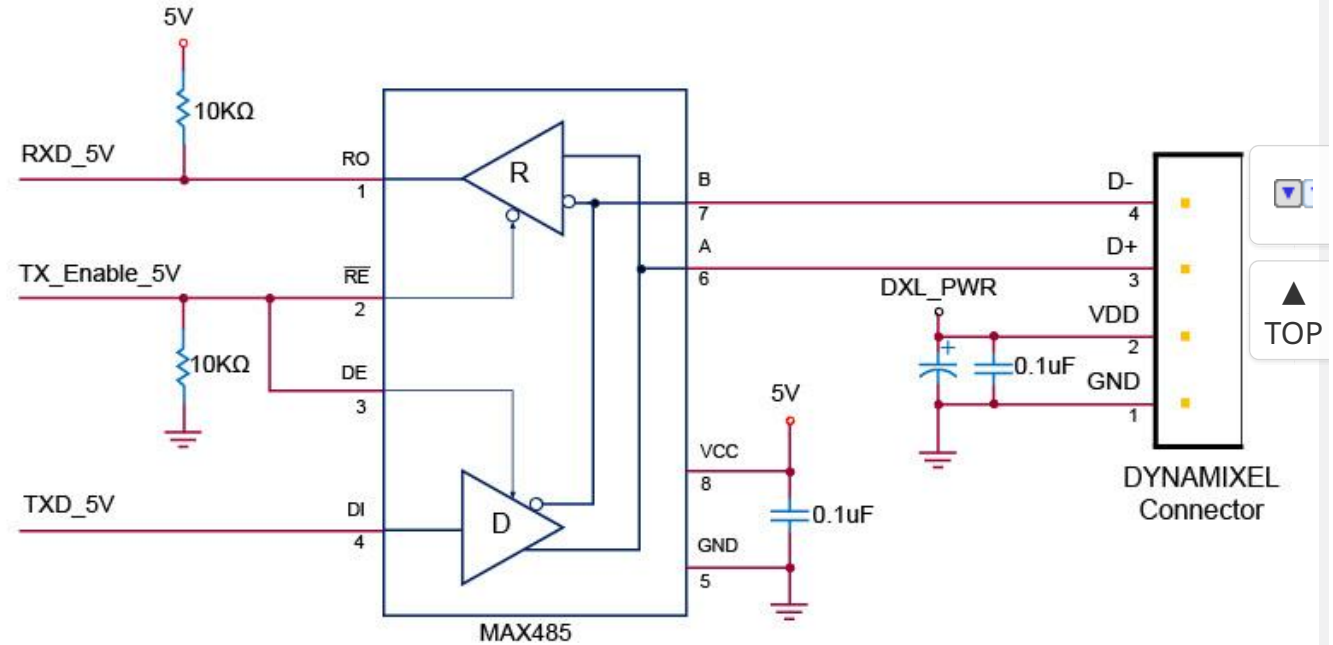 5V
10KΩ
RXD_5V
RO
1
R
B
7
D-
4
TX_Enable_5V
RE
2
A
6
D+
3
DXL_PWR
VDD
2
10KΩ
+
0.1uF
DE
3
GND
1
5V
VCC
8
DYNAMIXEL
Connector
TXD_5V
DI
4
D
0.1uF
GND
5
MAX485
▲
TOP